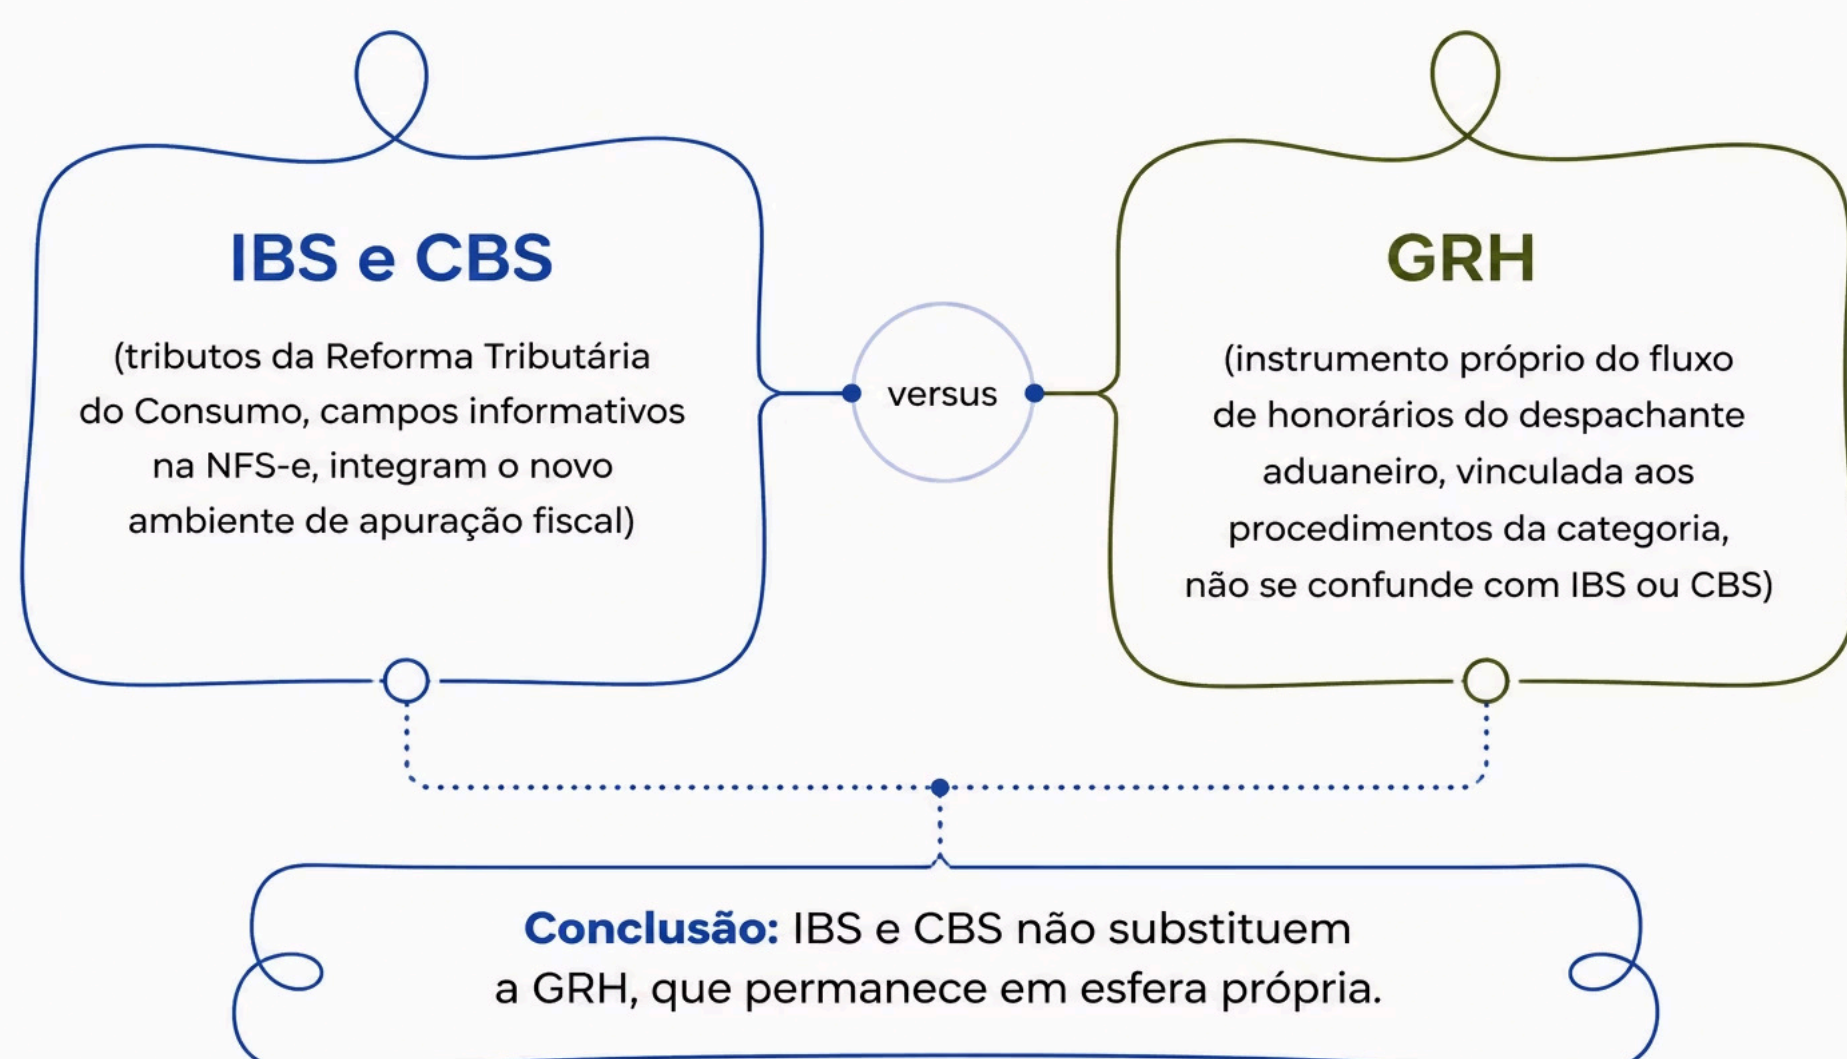 IBS e CBS
(tributos da Reforma Tributária
do Consumo, campos informativos
na NFS-e, integram o novo
ambiente de apuração fiscal)
versus
GRH
(instrumento próprio do fluxo
de honorários do despachante
aduaneiro, vinculada aos
procedimentos da categoria,
não se confunde com IBS ou CBS)
Conclusão: IBS e CBS não substituem
a GRH, que permanece em esfera própria.